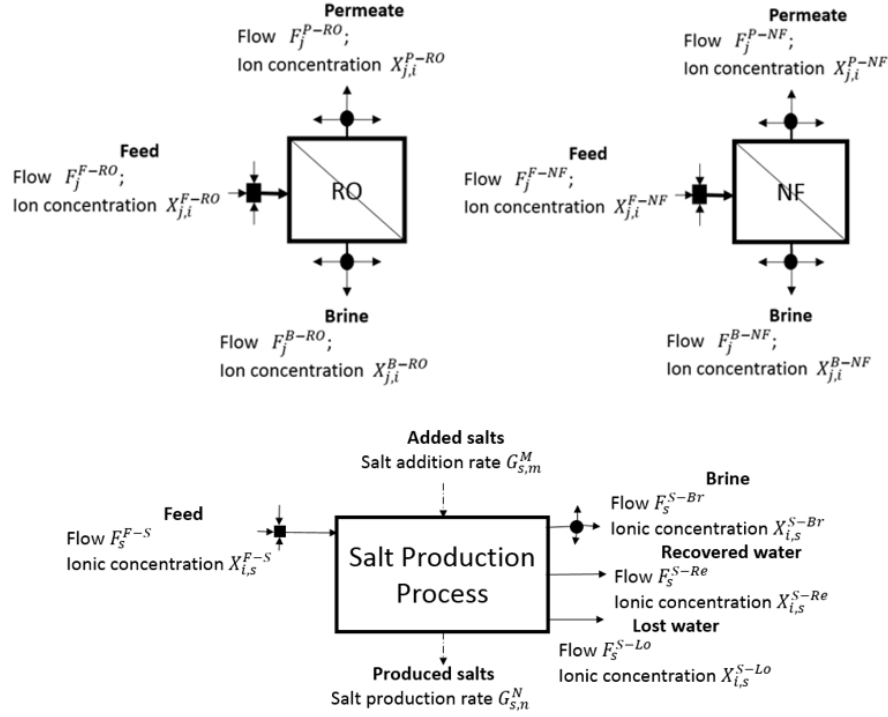 Permeate
Flow F_j^{P-RO};
Ion concentration X_{j,i}^{P-RO}
Feed
Flow F_j^{F-RO};
Ion concentration X_{j,i}^{F-RO}
RO
Brine
Flow F_j^{B-RO};
Ion concentration X_{j,i}^{B-RO}
Permeate
Flow F_j^{P-NF};
Ion concentration X_{j,i}^{P-NF}
Feed
Flow F_j^{F-NF};
Ion concentration X_{j,i}^{F-NF}
NF
Brine
Flow F_j^{B-NF};
Ion concentration X_{j,i}^{B-NF}
Added salts
Salt addition rate G_{s,m}^{M}
Feed
Flow F_s^{F-S}
Ionic concentration X_{i,s}^{F-S}
Salt Production
Process
Brine
Flow F_s^{S-Br}
Ionic concentration X_{i,s}^{S-Br}
Recovered water
Flow F_s^{S-Re}
Ionic concentration X_{i,s}^{S-Re}
Lost water
Flow F_s^{S-Lo}
Ionic concentration X_{i,s}^{S-Lo}
Produced salts
Salt production rate G_{s,n}^{N}